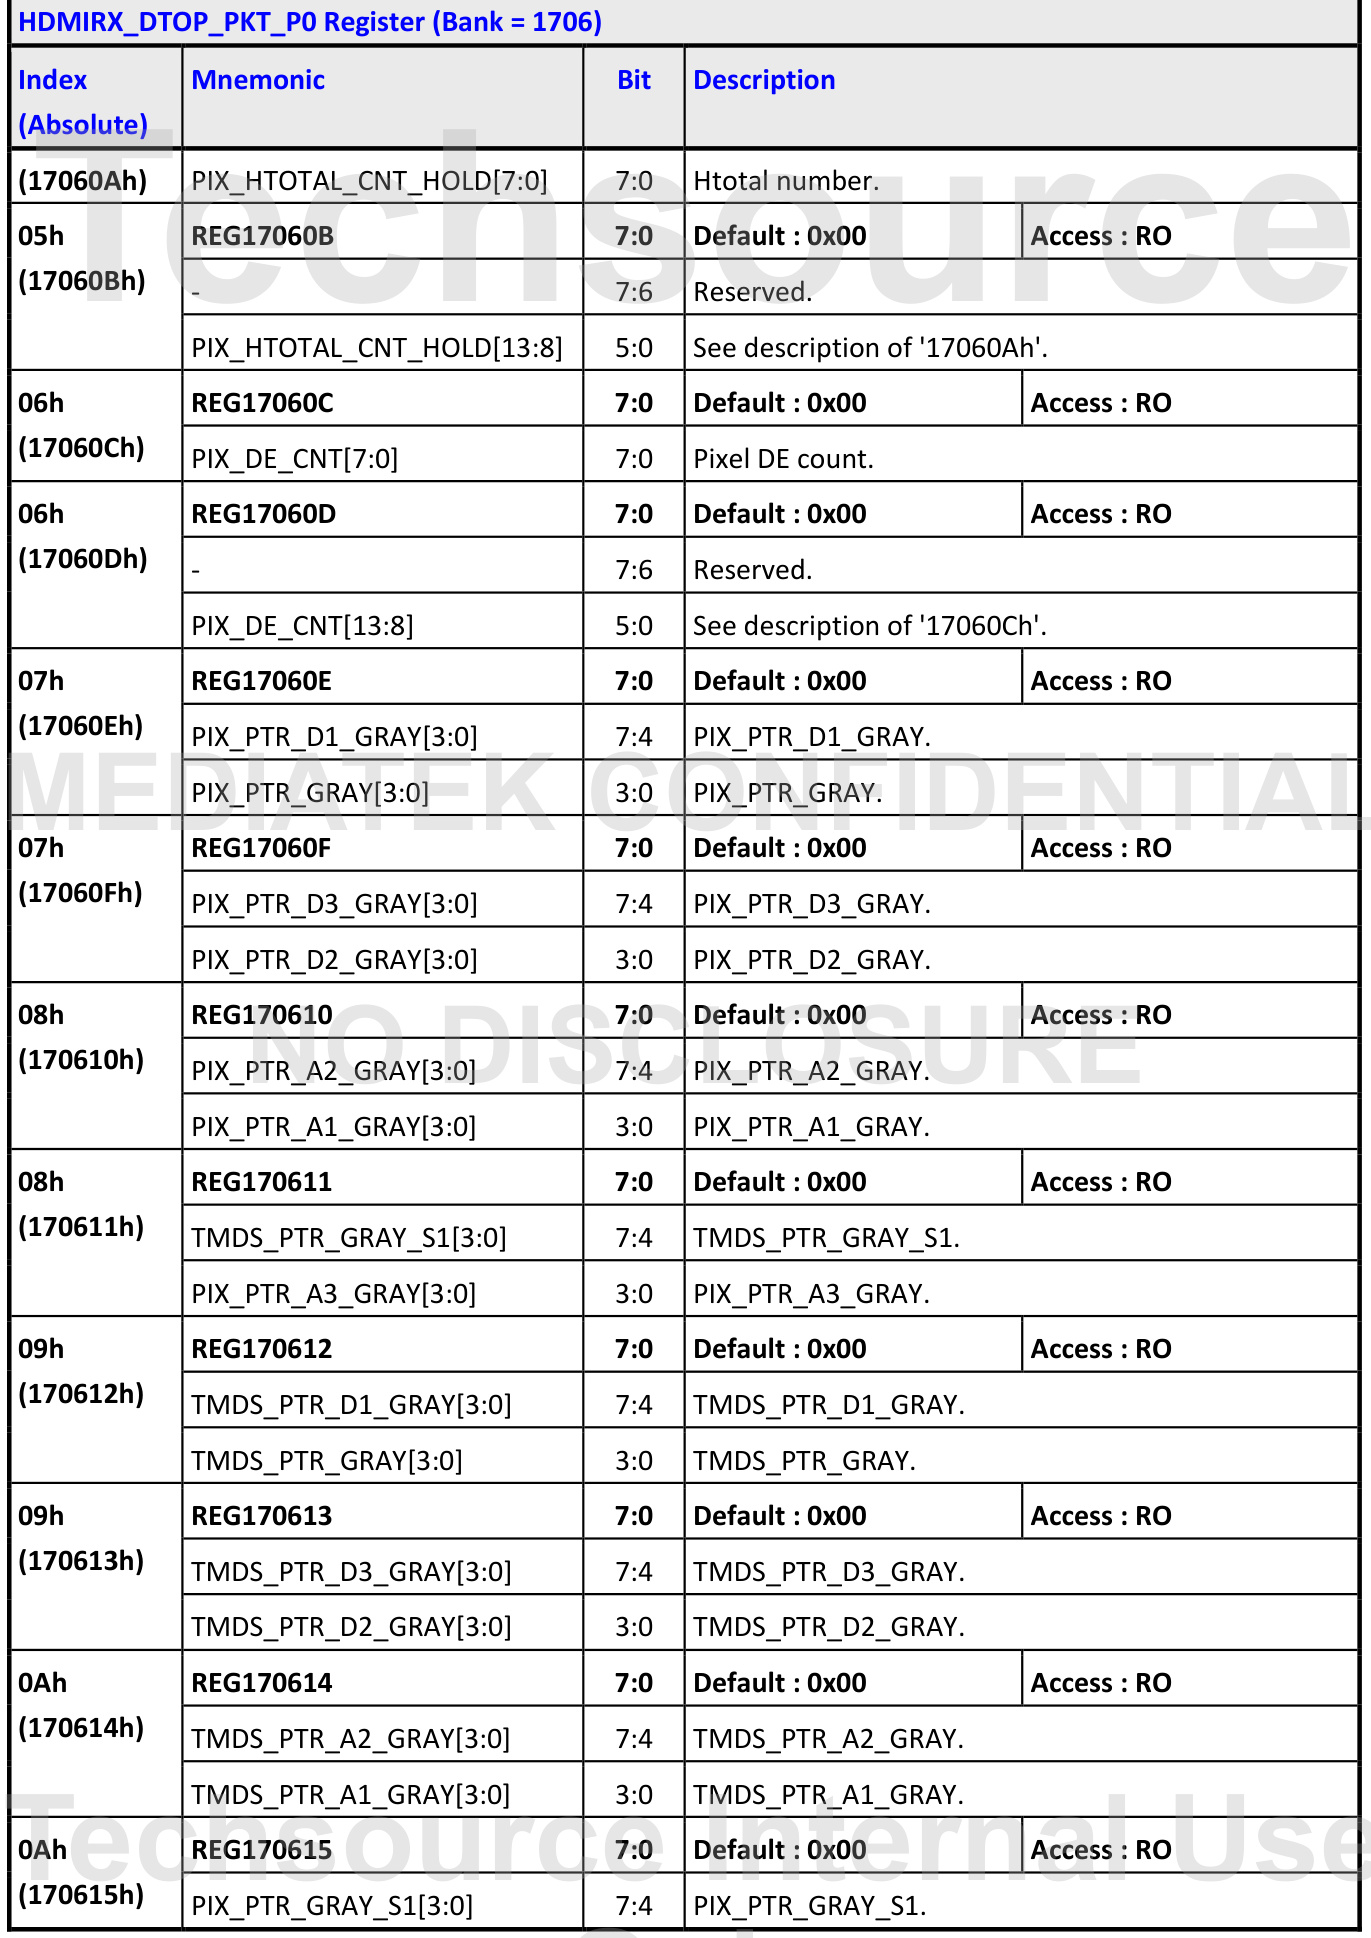 HDMIRX_DTOP_PKT_P0 Register (Bank = 1706)
Index (Absolute) Mnemonic Bit Description
(17060Ah) PIX_HTOTAL_CNT_HOLD[7:0] 7:0 Htotal number.
05h (17060Bh) REG17060B 7:0 Default : 0x00 Access : RO
- 7:6 Reserved.
PIX_HTOTAL_CNT_HOLD[13:8] 5:0 See description of '17060Ah'.
06h (17060Ch) REG17060C 7:0 Default : 0x00 Access : RO
PIX_DE_CNT[7:0] 7:0 Pixel DE count.
06h (17060Dh) REG17060D 7:0 Default : 0x00 Access : RO
- 7:6 Reserved.
PIX_DE_CNT[13:8] 5:0 See description of '17060Ch'.
07h (17060Eh) REG17060E 7:0 Default : 0x00 Access : RO
PIX_PTR_D1_GRAY[3:0] 7:4 PIX_PTR_D1_GRAY.
PIX_PTR_GRAY[3:0] 3:0 PIX_PTR_GRAY.
07h (17060Fh) REG17060F 7:0 Default : 0x00 Access : RO
PIX_PTR_D3_GRAY[3:0] 7:4 PIX_PTR_D3_GRAY.
PIX_PTR_D2_GRAY[3:0] 3:0 PIX_PTR_D2_GRAY.
08h (170610h) REG170610 7:0 Default : 0x00 Access : RO
PIX_PTR_A2_GRAY[3:0] 7:4 PIX_PTR_A2_GRAY.
PIX_PTR_A1_GRAY[3:0] 3:0 PIX_PTR_A1_GRAY.
08h (170611h) REG170611 7:0 Default : 0x00 Access : RO
TMDS_PTR_GRAY_S1[3:0] 7:4 TMDS_PTR_GRAY_S1.
PIX_PTR_A3_GRAY[3:0] 3:0 PIX_PTR_A3_GRAY.
09h (170612h) REG170612 7:0 Default : 0x00 Access : RO
TMDS_PTR_D1_GRAY[3:0] 7:4 TMDS_PTR_D1_GRAY.
TMDS_PTR_GRAY[3:0] 3:0 TMDS_PTR_GRAY.
09h (170613h) REG170613 7:0 Default : 0x00 Access : RO
TMDS_PTR_D3_GRAY[3:0] 7:4 TMDS_PTR_D3_GRAY.
TMDS_PTR_D2_GRAY[3:0] 3:0 TMDS_PTR_D2_GRAY.
0Ah (170614h) REG170614 7:0 Default : 0x00 Access : RO
TMDS_PTR_A2_GRAY[3:0] 7:4 TMDS_PTR_A2_GRAY.
TMDS_PTR_A1_GRAY[3:0] 3:0 TMDS_PTR_A1_GRAY.
0Ah (170615h) REG170615 7:0 Default : 0x00 Access : RO
PIX_PTR_GRAY_S1[3:0] 7:4 PIX_PTR_GRAY_S1.
Techsource
MEDIATEK CONFIDENTIAL
NO DISCLOSURE
Techsource Internal Use